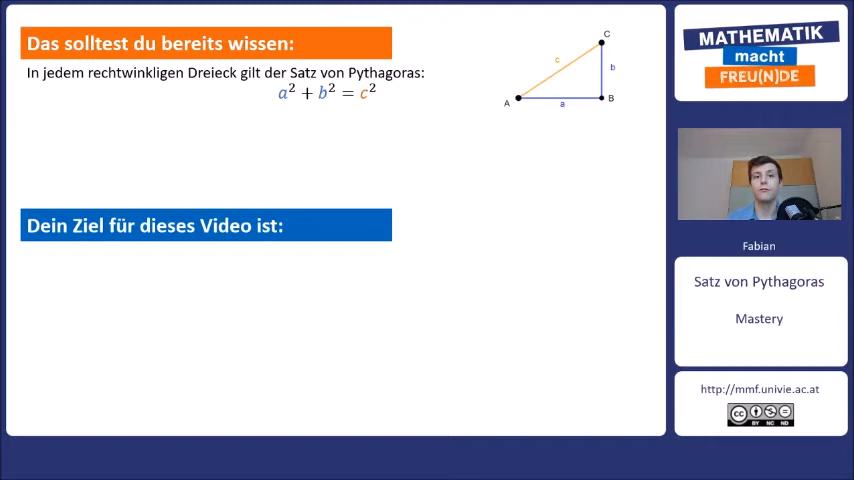 Das solltest du bereits wissen:
In jedem rechtwinkligen Dreieck gilt der Satz von Pythagoras:
a² + b² = c²
C
c
b
A
a
B
Dein Ziel für dieses Video ist:
MATHEMATIK
macht
FREU(N)DE
Fabian
Satz von Pythagoras
Mastery
http://mmf.univie.ac.at
cc
BY NC ND